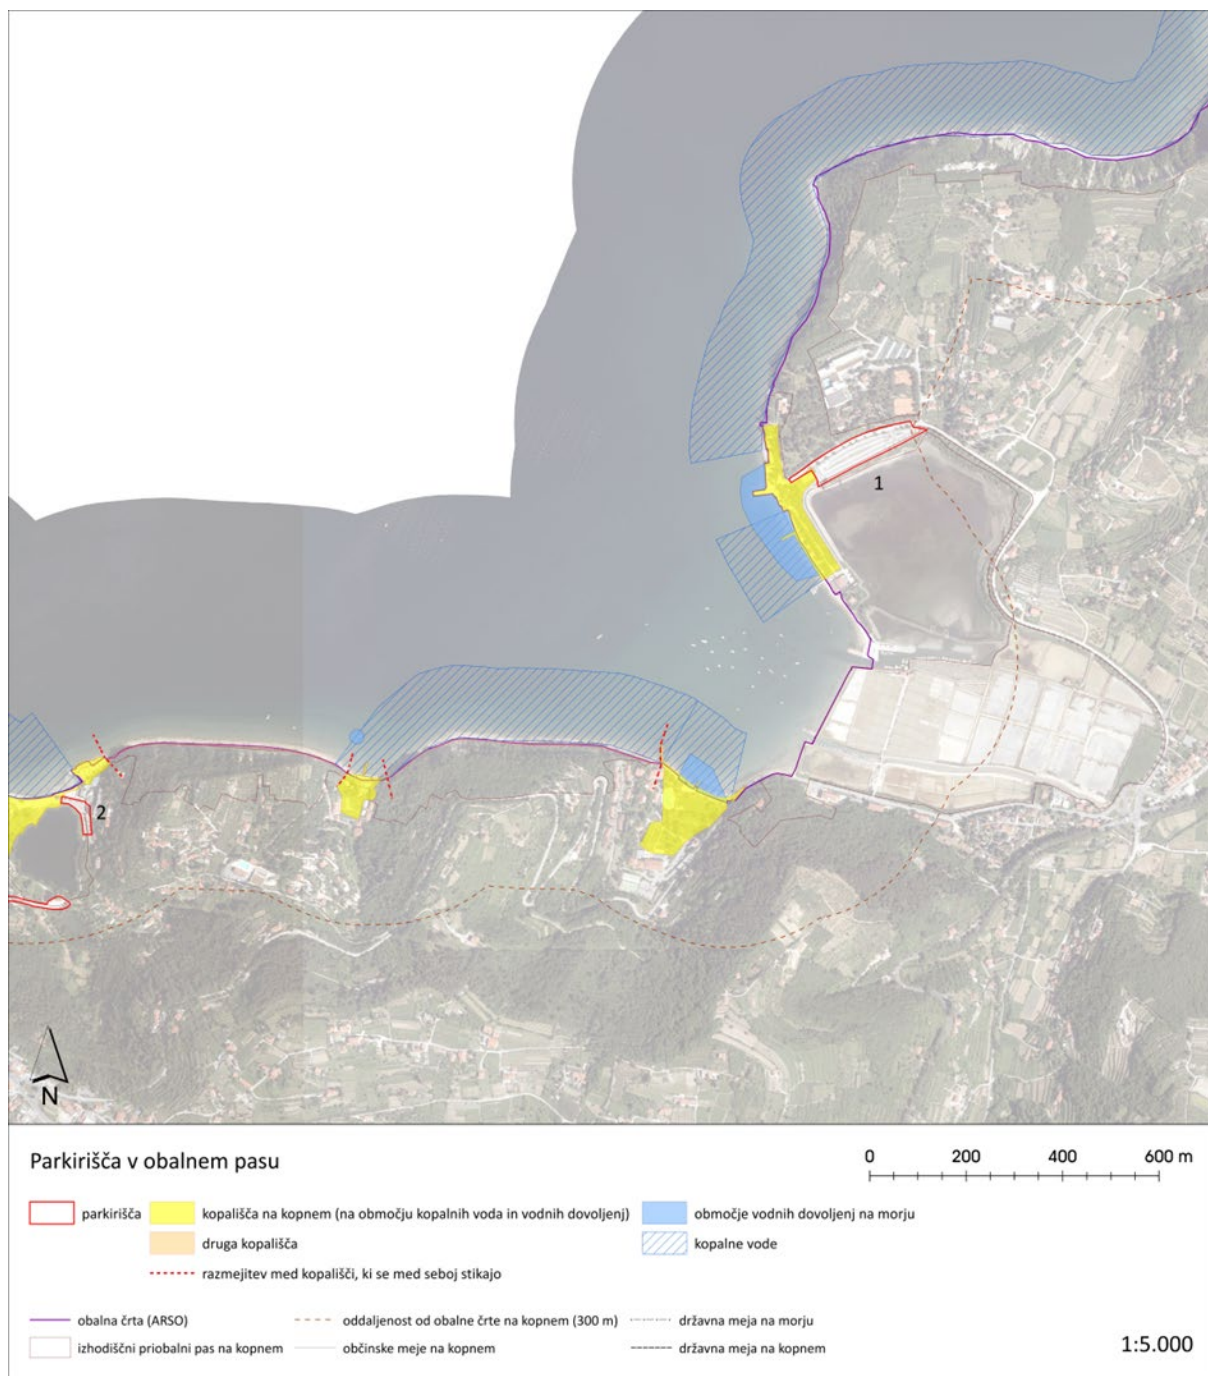 1
2
N
Parkirišča v obalnem pasu
0 200 400 600 m
parkirišča
kopališča na kopnem (na območju kopalnih voda in vodnih dovoljenj)
območje vodnih dovoljenj na morju
druga kopališča
kopalne vode
razmejitev med kopališči, ki se med seboj stikajo
obalna črta (ARSO)
oddaljenost od obalne črte na kopnem (300 m)
državna meja na morju
izhodiščni priobalni pas na kopnem
občinske meje na kopnem
državna meja na kopnem
1:5.000